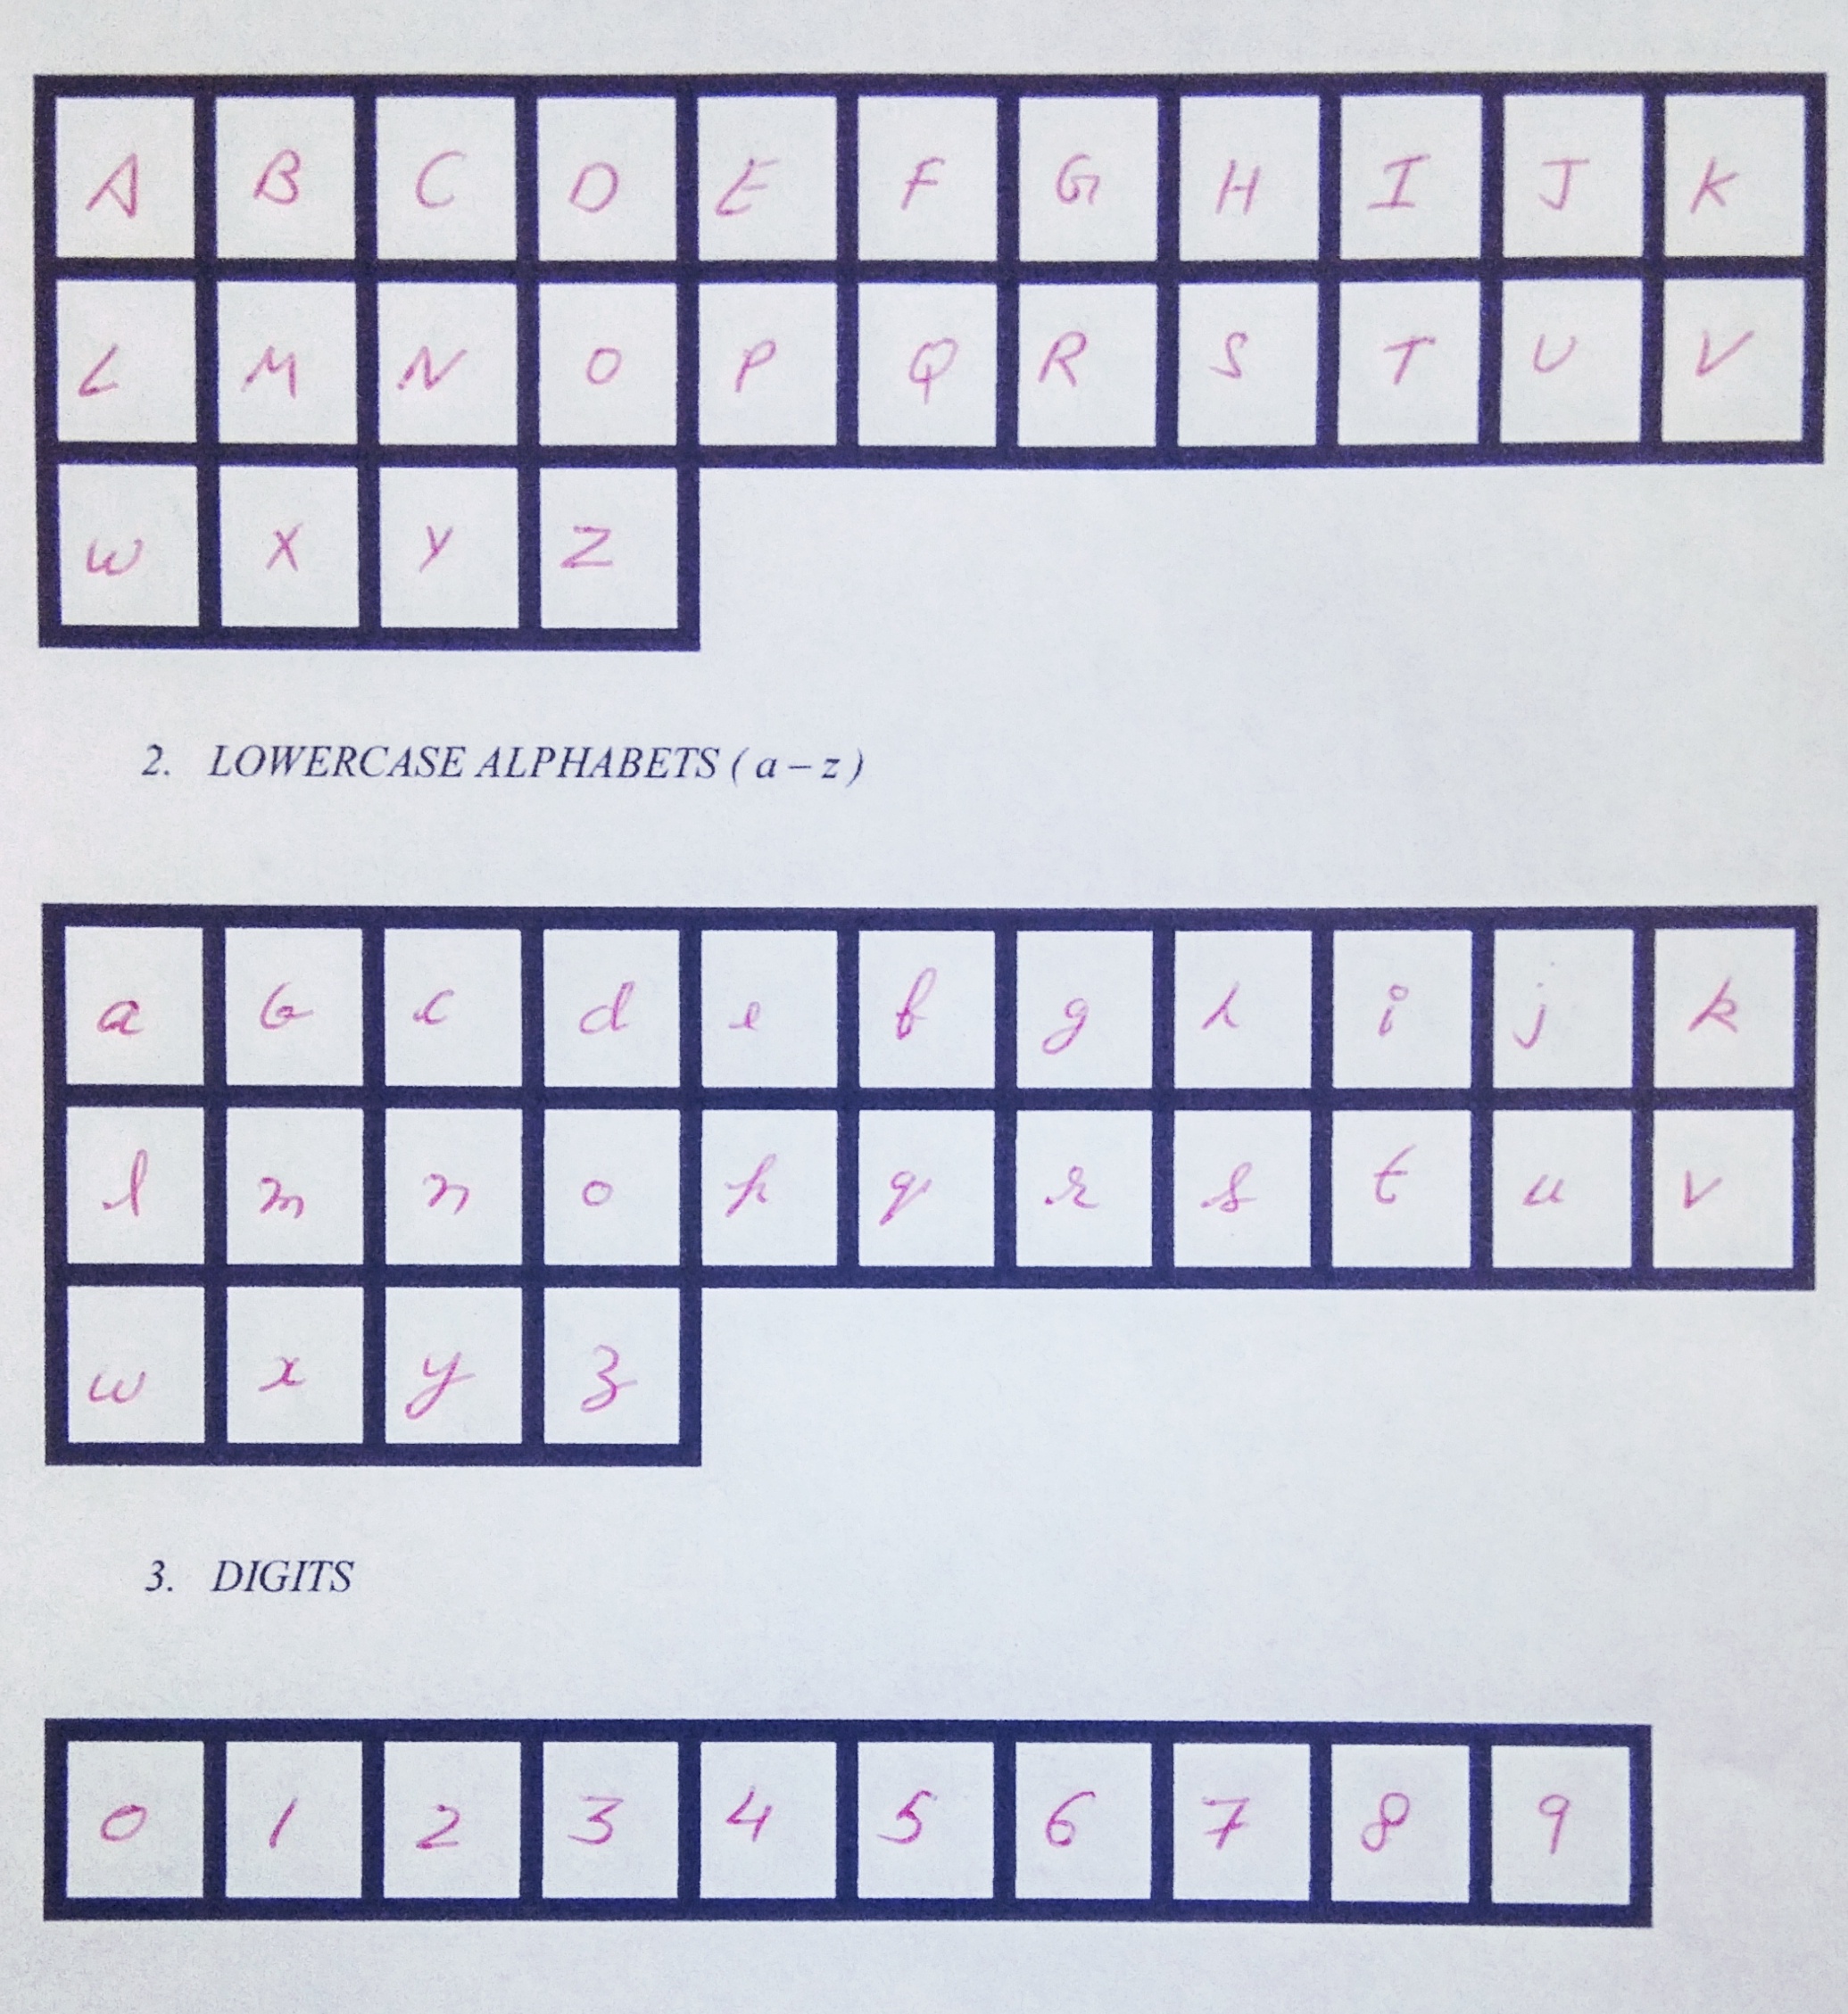 A B C D E F G H I J K
L M N O P Q R S T U V
W X Y Z
2. LOWERCASE ALPHABETS ( a – z )
a b c d e f g h i j k
l m n o p q r s t u v
w x y z
3. DIGITS
0 1 2 3 4 5 6 7 8 9